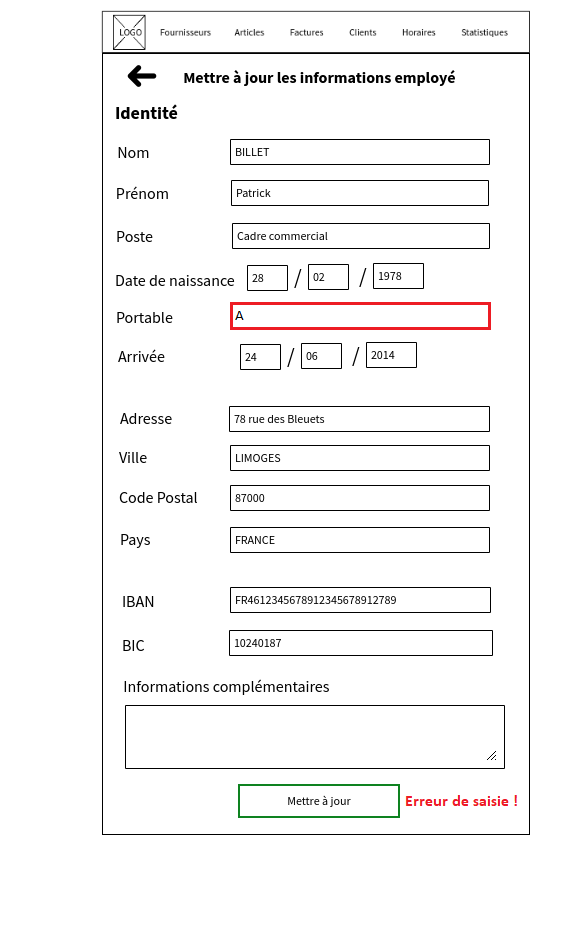 LOGO Fournisseurs Articles Factures Clients Horaires Statistiques
Mettre à jour les informations employé
Identité
Nom BILLET
Prénom Patrick
Poste Cadre commercial
Date de naissance 28 / 02 / 1978
Portable A
Arrivée 24 / 06 / 2014
Adresse 78 rue des Bleuets
Ville LIMOGES
Code Postal 87000
Pays FRANCE
IBAN FR4612345678912345678912789
BIC 10240187
Informations complémentaires
Mettre à jour Erreur de saisie !